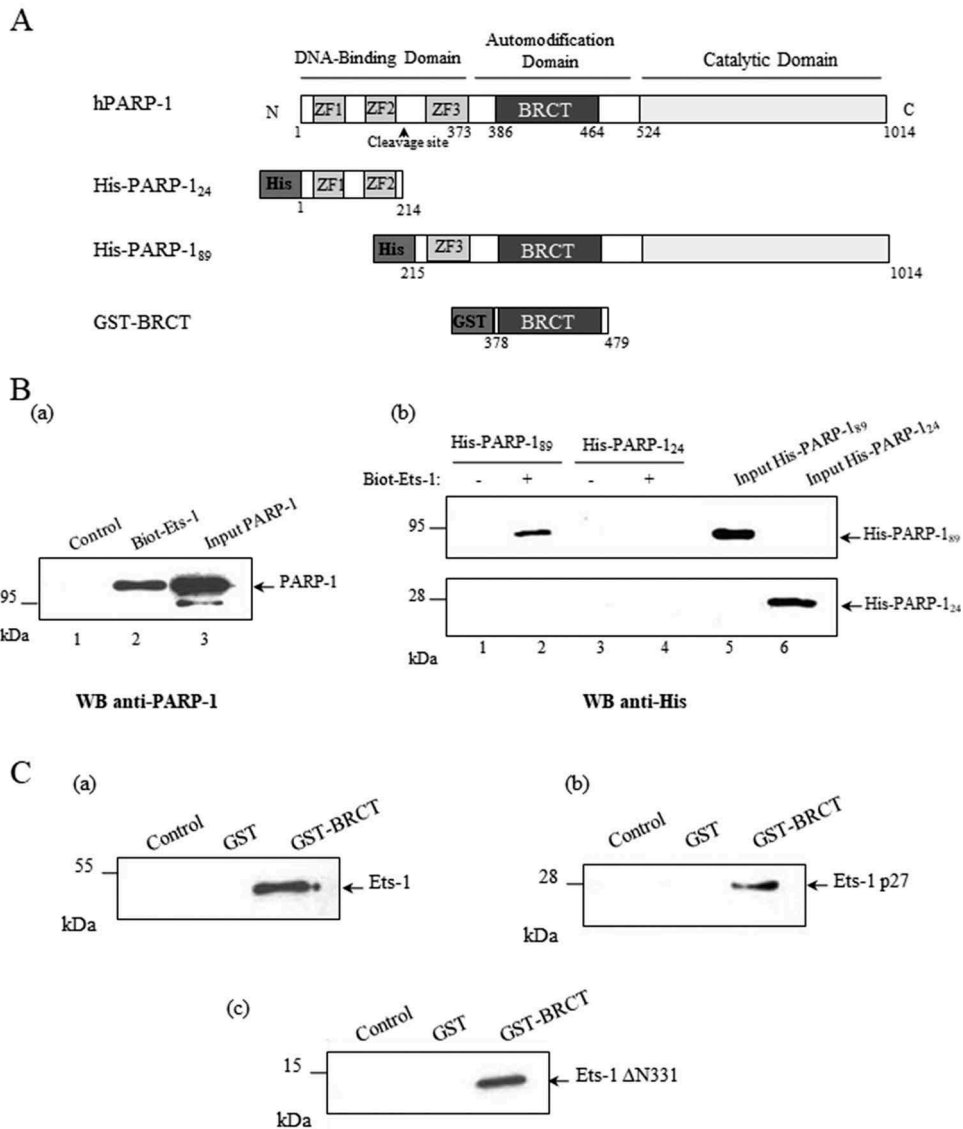 A
DNA-Binding Domain
Automodification
Domain
Catalytic Domain
hPARP-1
N
ZF1
ZF2
ZF3
BRCT
C
1
373
386
464
524
1014
Cleavage site
His-PARP-1₂₄
His
ZF1
ZF2
1
214
His-PARP-1₈₉
His
ZF3
BRCT
215
1014
GST-BRCT
GST
BRCT
378
479
B
(a)
Control
Biot-Ets-1
Input PARP-1
95
PARP-1
kDa
1 2 3
WB anti-PARP-1
(b)
His-PARP-1₈₉
His-PARP-1₂₄
Input His-PARP-1₈₉
Input His-PARP-1₂₄
Biot-Ets-1: - + - +
95
His-PARP-1₈₉
28
His-PARP-1₂₄
kDa
1 2 3 4 5 6
WB anti-His
C
(a)
Control
GST
GST-BRCT
55
Ets-1
kDa
(b)
Control
GST
GST-BRCT
28
Ets-1 p27
kDa
(c)
Control
GST
GST-BRCT
15
Ets-1 ΔN331
kDa